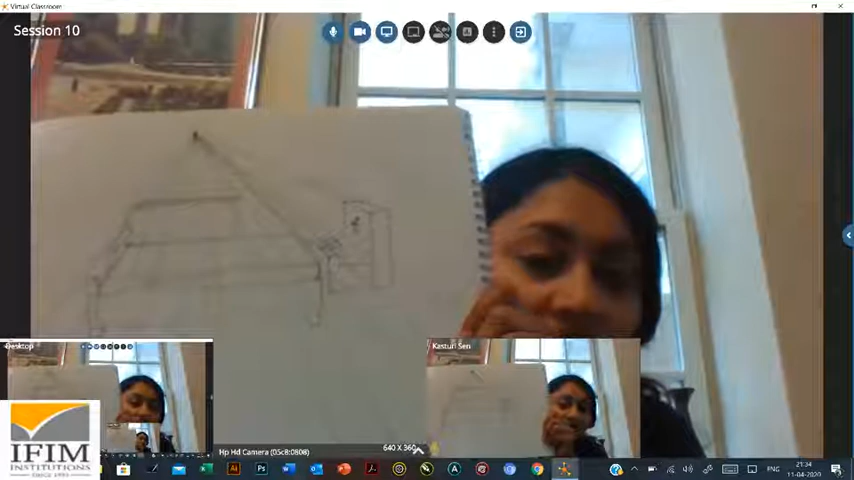 Virtual Classroom
Session 10
Desktop
Kasturi Sen
Hp Hd Camera (05c8:0808)
640 X 360
IFIM
INSTITUTIONS
ENG
21:34
11-04-2020